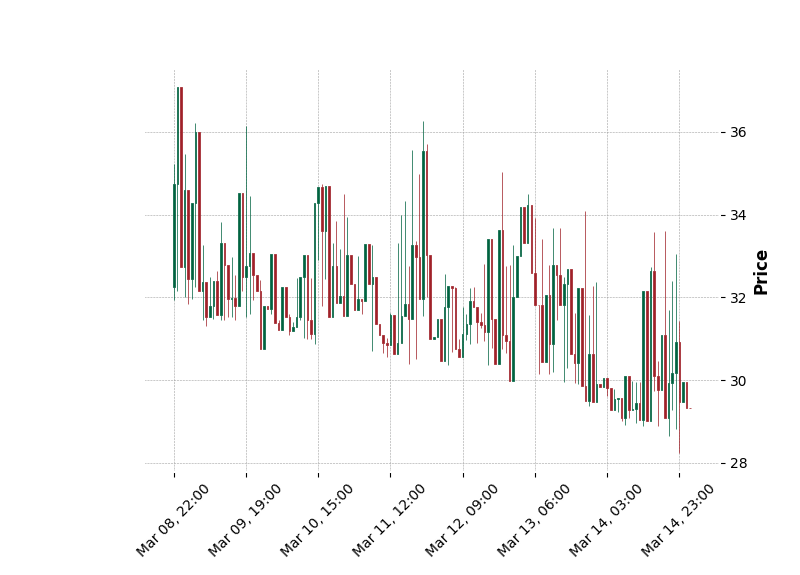 36
34
32
30
28
Price
Mar 08, 22:00
Mar 09, 19:00
Mar 10, 15:00
Mar 11, 12:00
Mar 12, 09:00
Mar 13, 06:00
Mar 14, 03:00
Mar 14, 23:00